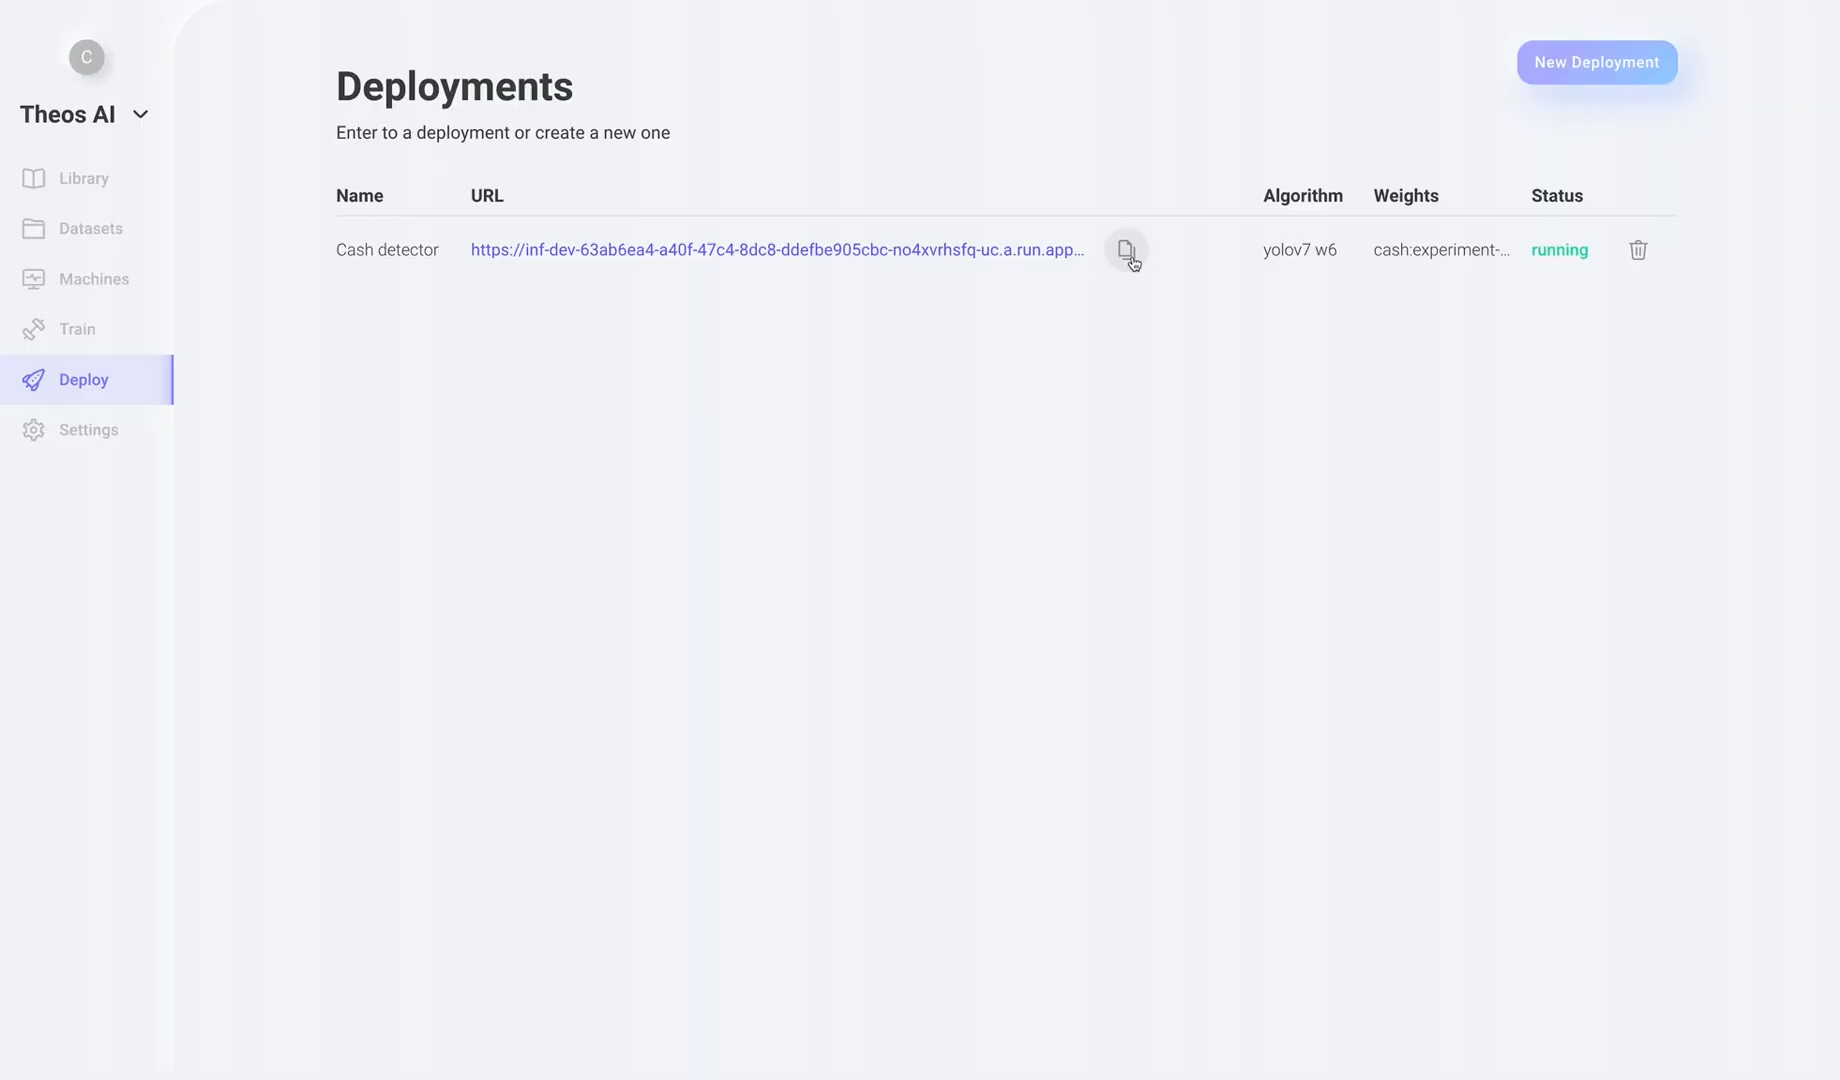 C
Theos AI
Library
Datasets
Machines
Train
Deploy
Settings
New Deployment
Deployments
Enter to a deployment or create a new one
Name URL Algorithm Weights Status
Cash detector https://inf-dev-63ab6ea4-a40f-47c4-8dc8-ddefbe905cbc-no4xvrhsfq-uc.a.run.app... yolov7 w6 cash:experiment-... running